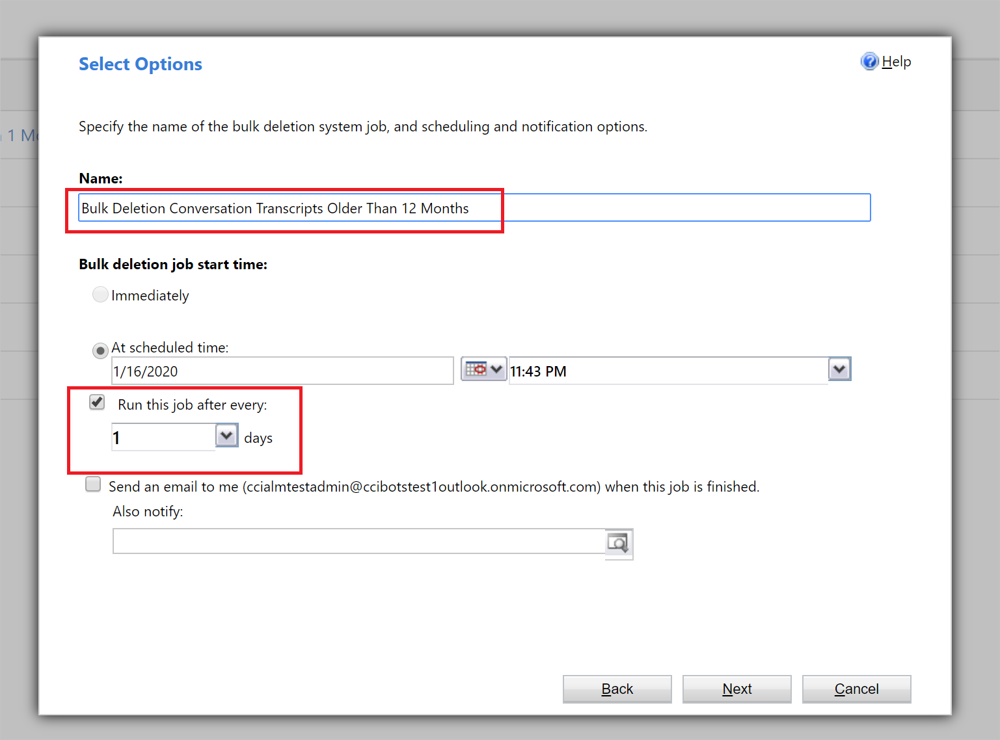 Select Options
Help
Specify the name of the bulk deletion system job, and scheduling and notification options.
1 Mo
Name:
Bulk Deletion Conversation Transcripts Older Than 12 Months
Bulk deletion job start time:
Immediately
At scheduled time:
1/16/2020
11:43 PM
Run this job after every:
1 days
Send an email to me (ccialmtestadmin@ccibotstest1outlook.onmicrosoft.com) when this job is finished.
Also notify:
Back Next Cancel